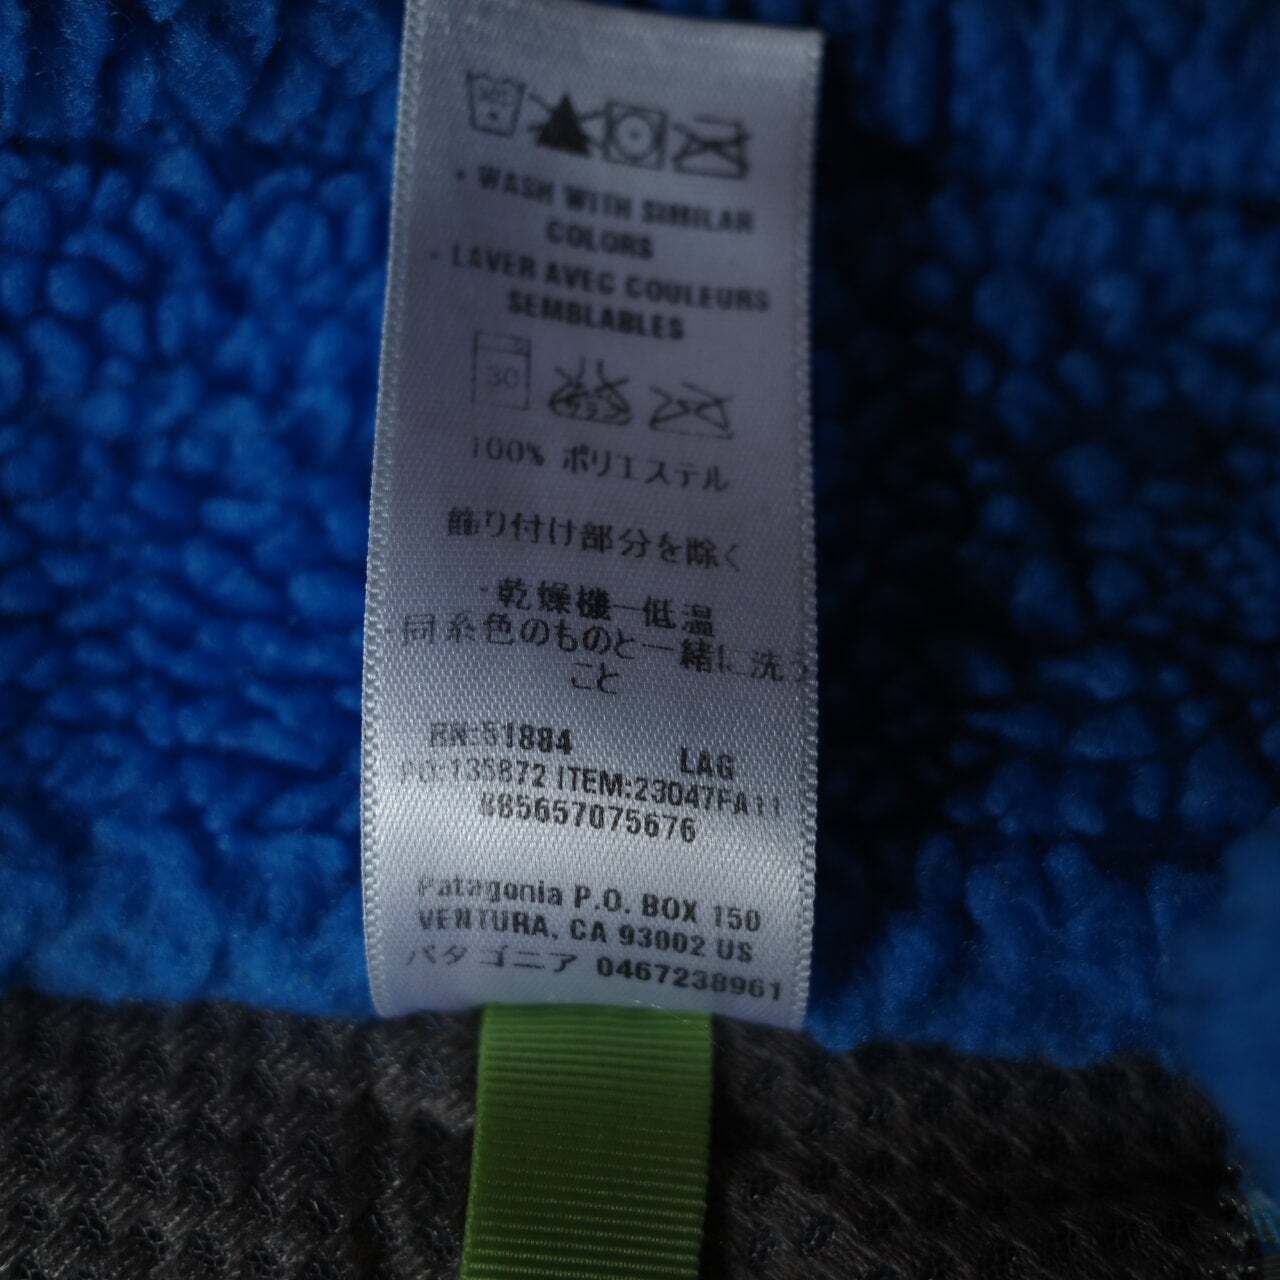 • WASH WITH SIMILAR
COLORS
• LAVER AVEC COULEURS
SEMBLABLES
30
100% ポリエステル
飾り付け部分を除く
・乾燥機一低温
同系色のものと一緒に洗う
こと
RN:51884 LAG
PO:135872 ITEM:23047FA11
885657075676
Patagonia P.O. BOX 150
VENTURA, CA 93002 US
パタゴニア 0467238961